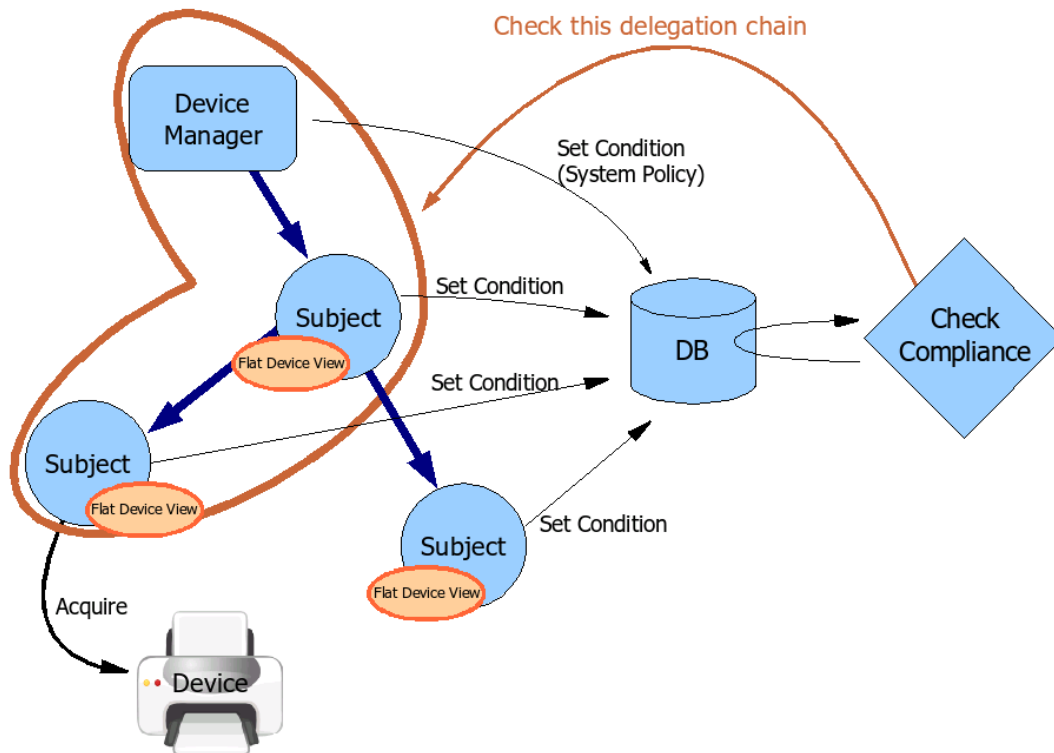 Check this delegation chain
Device
Manager
Set Condition
(System Policy)
Set Condition
Subject
Flat Device View
Check
Compliance
DB
Set Condition
Subject
Flat Device View
Set Condition
Subject
Flat Device View
Acquire
Device